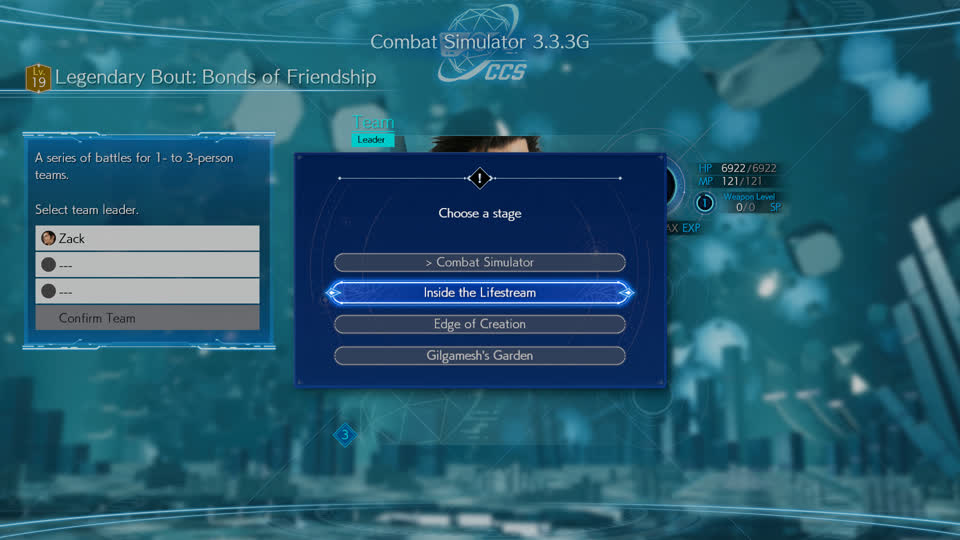 Combat Simulator 3.3.3G
CCS
Lv.
19
Legendary Bout: Bonds of Friendship
Team
Leader
A series of battles for 1- to 3-person
teams.
Select team leader.
Zack
---
---
Confirm Team
!
Choose a stage
> Combat Simulator
Inside the Lifestream
Edge of Creation
Gilgamesh's Garden
HP 6922/6922
MP 121/121
1
Weapon Level
0/0 SP
AX EXP
3